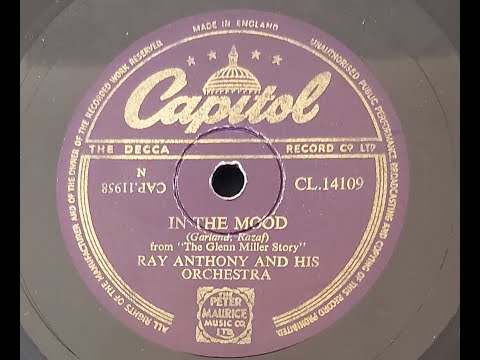 MADE IN ENGLAND
Capitol
THE DECCA RECORD CO LTD
CAP.11958
N
CL.14109
IN THE MOOD
(Garland, Razaf)
from "The Glenn Miller Story"
RAY ANTHONY AND HIS
ORCHESTRA
THE
PETER
MAURICE
MUSIC CO
LTD
ALL RIGHTS OF THE MANUFACTURER AND OF THE OWNER OF THE RECORDED WORK RESERVED
UNAUTHORISED PUBLIC PERFORMANCE BROADCASTING AND COPYING OF THIS RECORD PROHIBITED